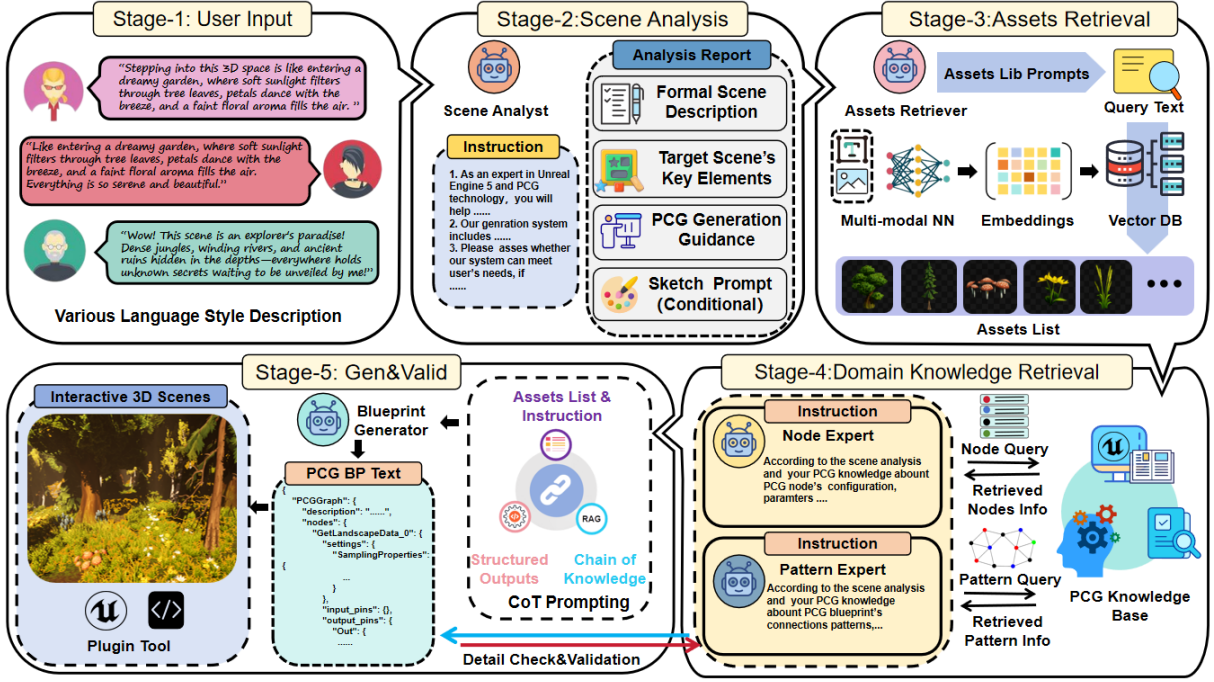 Stage-1: User Input
“Stepping into this 3D space is like entering a
dreamy garden, where soft sunlight filters
through tree leaves, petals dance with the
breeze, and a faint floral aroma fills the air. ”
“Like entering a dreamy garden, where soft sunlight
filters through tree leaves, petals dance with the
breeze, and a faint floral aroma fills the air.
Everything is so serene and beautiful.”
“Wow! This scene is an explorer's paradise!
Dense jungles, winding rivers, and ancient
ruins hidden in the depths—everywhere holds
unknown secrets waiting to be unveiled by me!”
Various Language Style Description
Stage-2:Scene Analysis
Scene Analyst
Instruction
1. As an expert in Unreal
Engine 5 and PCG
technology, you will
help ......
2. Our genration system
includes ......
3. Please asses whether
our system can meet
user's needs, if
......
Analysis Report
Formal Scene
Description
Target Scene's
Key Elements
PCG Generation
Guidance
Sketch Prompt
(Conditional)
Stage-3:Assets Retrieval
Assets Retriever
Assets Lib Prompts
Query Text
Multi-modal NN
Embeddings
Vector DB
Assets List
Stage-4:Domain Knowledge Retrieval
Instruction
Node Expert
According to the scene analysis
and your PCG knowledge abount
PCG node's configuration,
paramters ....
Instruction
Pattern Expert
According to the scene analysis
and your PCG knowledge
abount PCG blueprint's
connections patterns,...
Node Query
Retrieved
Nodes Info
Pattern Query
Retrieved
Pattern Info
PCG Knowledge
Base
Stage-5: Gen&Valid
Interactive 3D Scenes
Plugin Tool
Blueprint
Generator
PCG BP Text
{
"PCGGraph": {
"description": "......",
"nodes": {
"GetLandscapeData_0": {
"settings": {
"SamplingProperties":
{
...
}
},
"input_pins": {},
"output_pins": {
"Out": {
......
Assets List &
Instruction
RAG
Structured
Outputs
Chain of
Knowledge
CoT Prompting
Detail Check&Validation